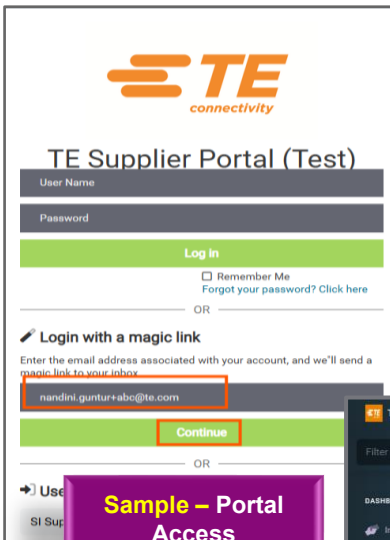 TE
connectivity
TE Supplier Portal (Test)
User Name
Password
Log in
Remember Me
Forgot your password? Click here
OR
Login with a magic link
Enter the email address associated with your account, and we'll send a
magic link to your inbox
nandini.guntur+abc@te.com
Continue
OR
Use
SI Sup
Sample – Portal
Access
TE
Filter
DASHB